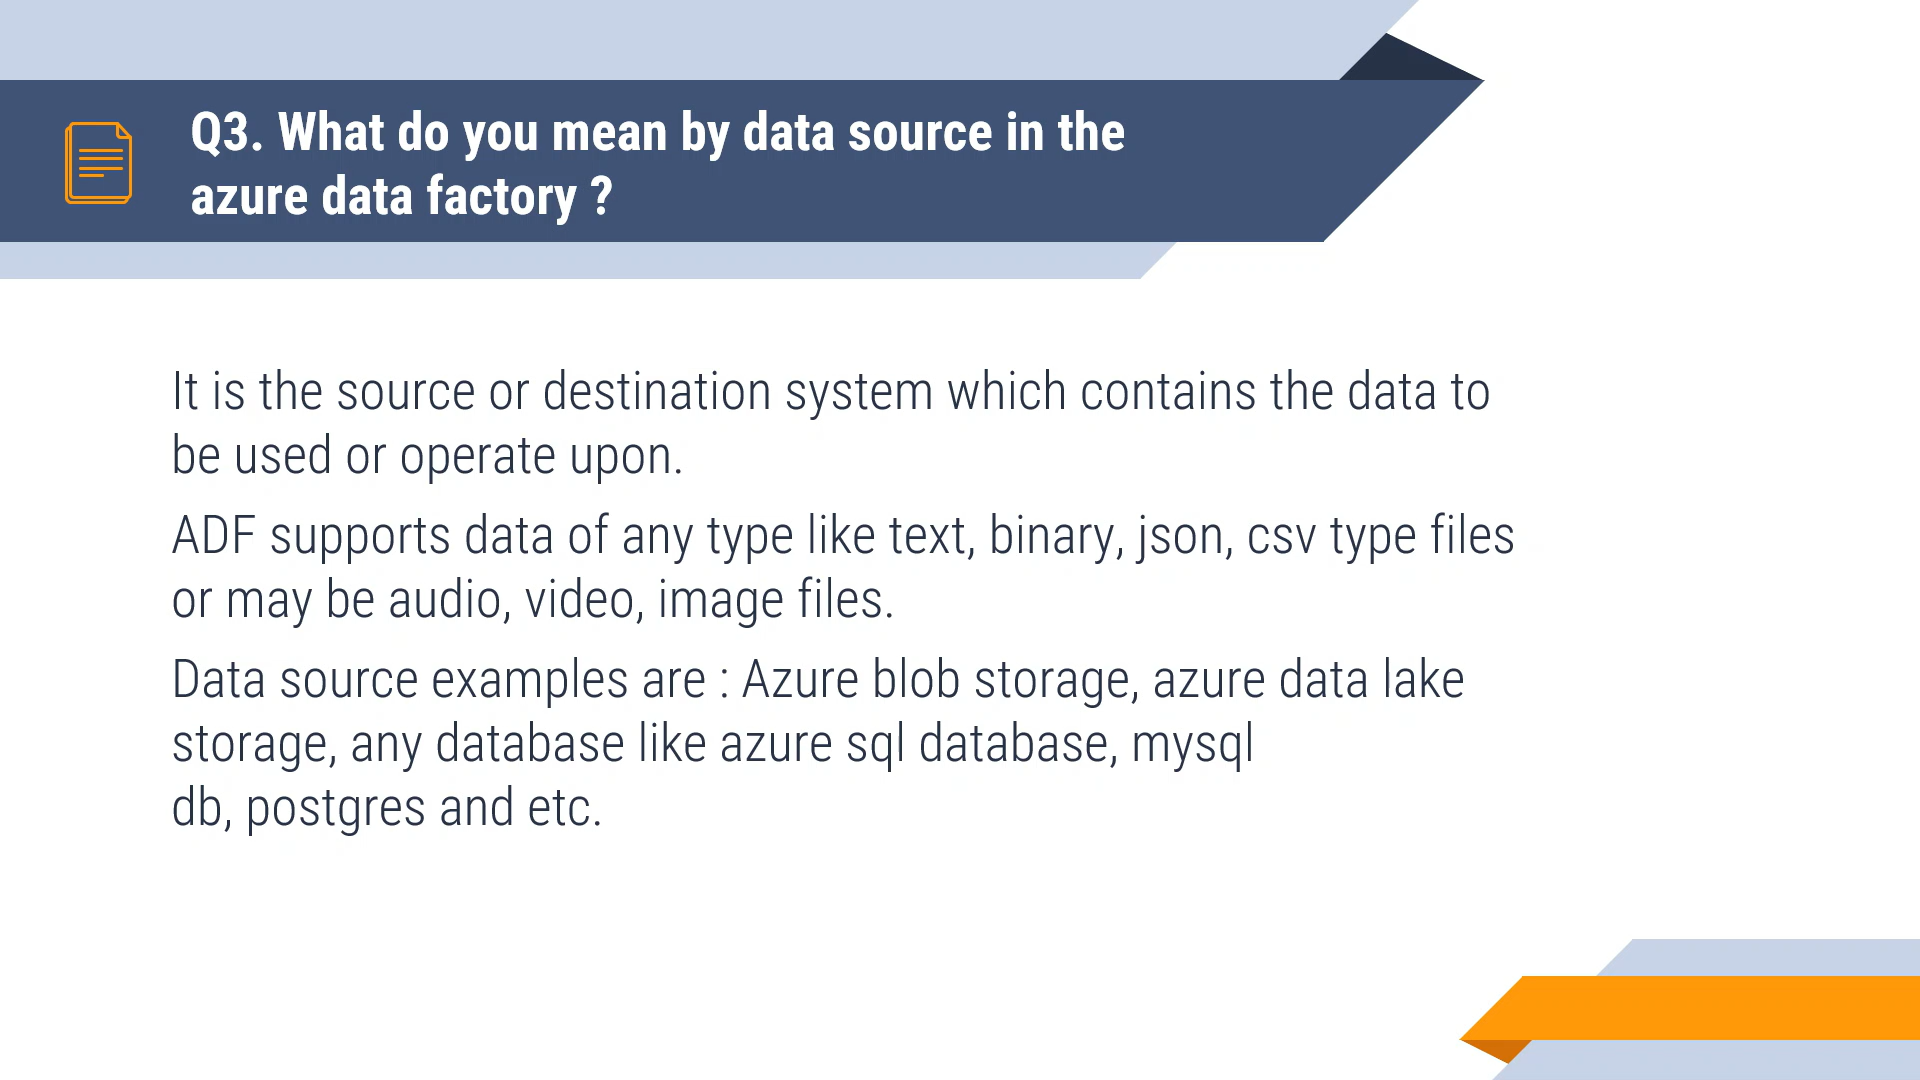 Q3. What do you mean by data source in the
azure data factory ?
It is the source or destination system which contains the data to
be used or operate upon.
ADF supports data of any type like text, binary, json, csv type files
or may be audio, video, image files.
Data source examples are : Azure blob storage, azure data lake
storage, any database like azure sql database, mysql
db, postgres and etc.